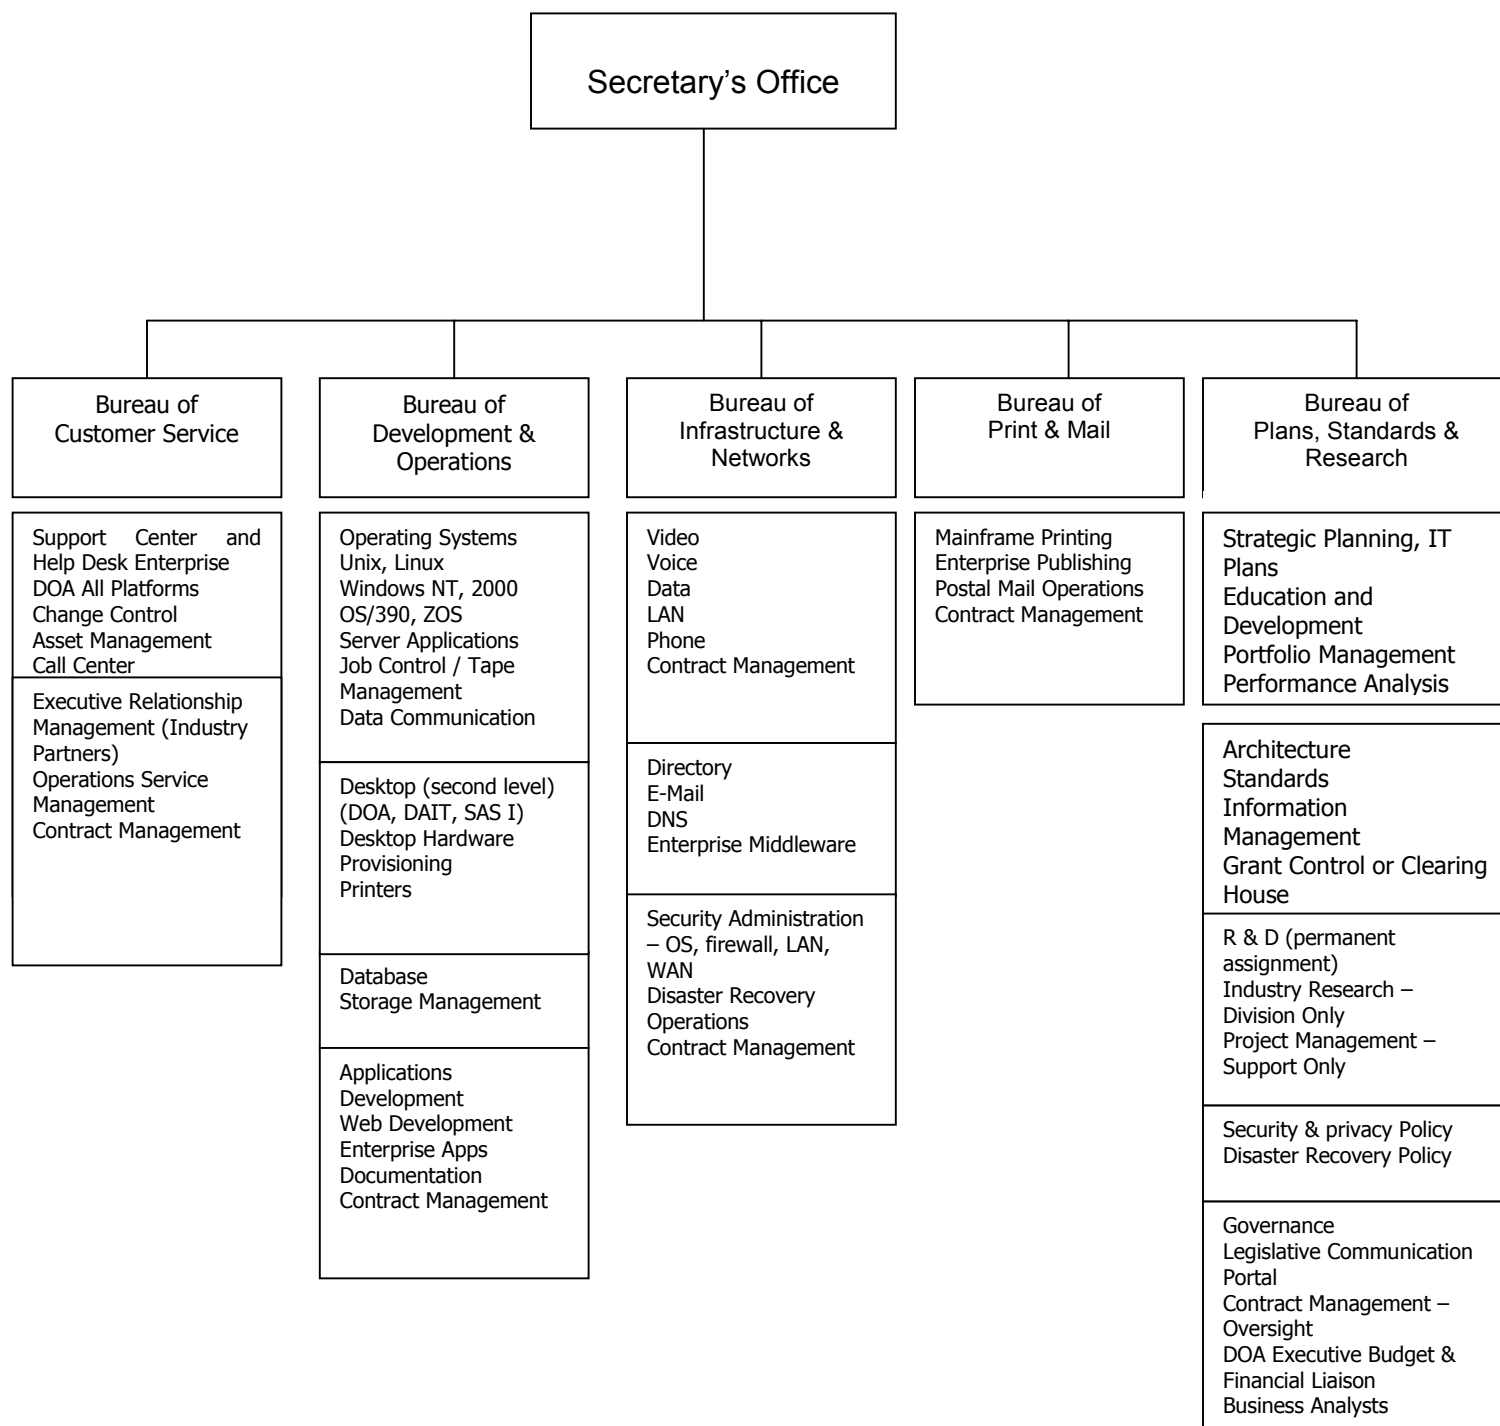 Secretary's Office
Bureau of
Customer Service
Bureau of
Development &
Operations
Bureau of
Infrastructure &
Networks
Bureau of
Print & Mail
Bureau of
Plans, Standards &
Research
Support Center and
Help Desk Enterprise
DOA All Platforms
Change Control
Asset Management
Call Center
Executive Relationship
Management (Industry
Partners)
Operations Service
Management
Contract Management
Operating Systems
Unix, Linux
Windows NT, 2000
OS/390, ZOS
Server Applications
Job Control / Tape
Management
Data Communication
Desktop (second level)
(DOA, DAIT, SAS I)
Desktop Hardware
Provisioning
Printers
Database
Storage Management
Applications
Development
Web Development
Enterprise Apps
Documentation
Contract Management
Video
Voice
Data
LAN
Phone
Contract Management
Directory
E-Mail
DNS
Enterprise Middleware
Security Administration
– OS, firewall, LAN,
WAN
Disaster Recovery
Operations
Contract Management
Mainframe Printing
Enterprise Publishing
Postal Mail Operations
Contract Management
Strategic Planning, IT
Plans
Education and
Development
Portfolio Management
Performance Analysis
Architecture
Standards
Information
Management
Grant Control or Clearing
House
R & D (permanent
assignment)
Industry Research –
Division Only
Project Management –
Support Only
Security & privacy Policy
Disaster Recovery Policy
Governance
Legislative Communication
Portal
Contract Management –
Oversight
DOA Executive Budget &
Financial Liaison
Business Analysts